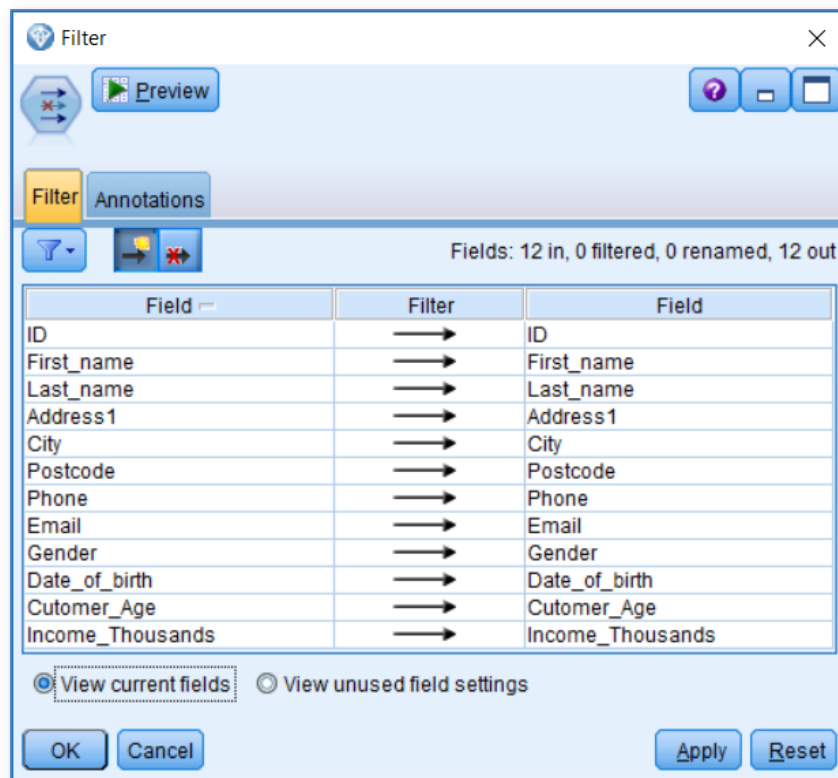 Filter
Preview
Filter Annotations
Fields: 12 in, 0 filtered, 0 renamed, 12 out
Field Filter Field
ID ID
First_name First_name
Last_name Last_name
Address1 Address1
City City
Postcode Postcode
Phone Phone
Email Email
Gender Gender
Date_of_birth Date_of_birth
Cutomer_Age Cutomer_Age
Income_Thousands Income_Thousands
View current fields View unused field settings
OK Cancel Apply Reset